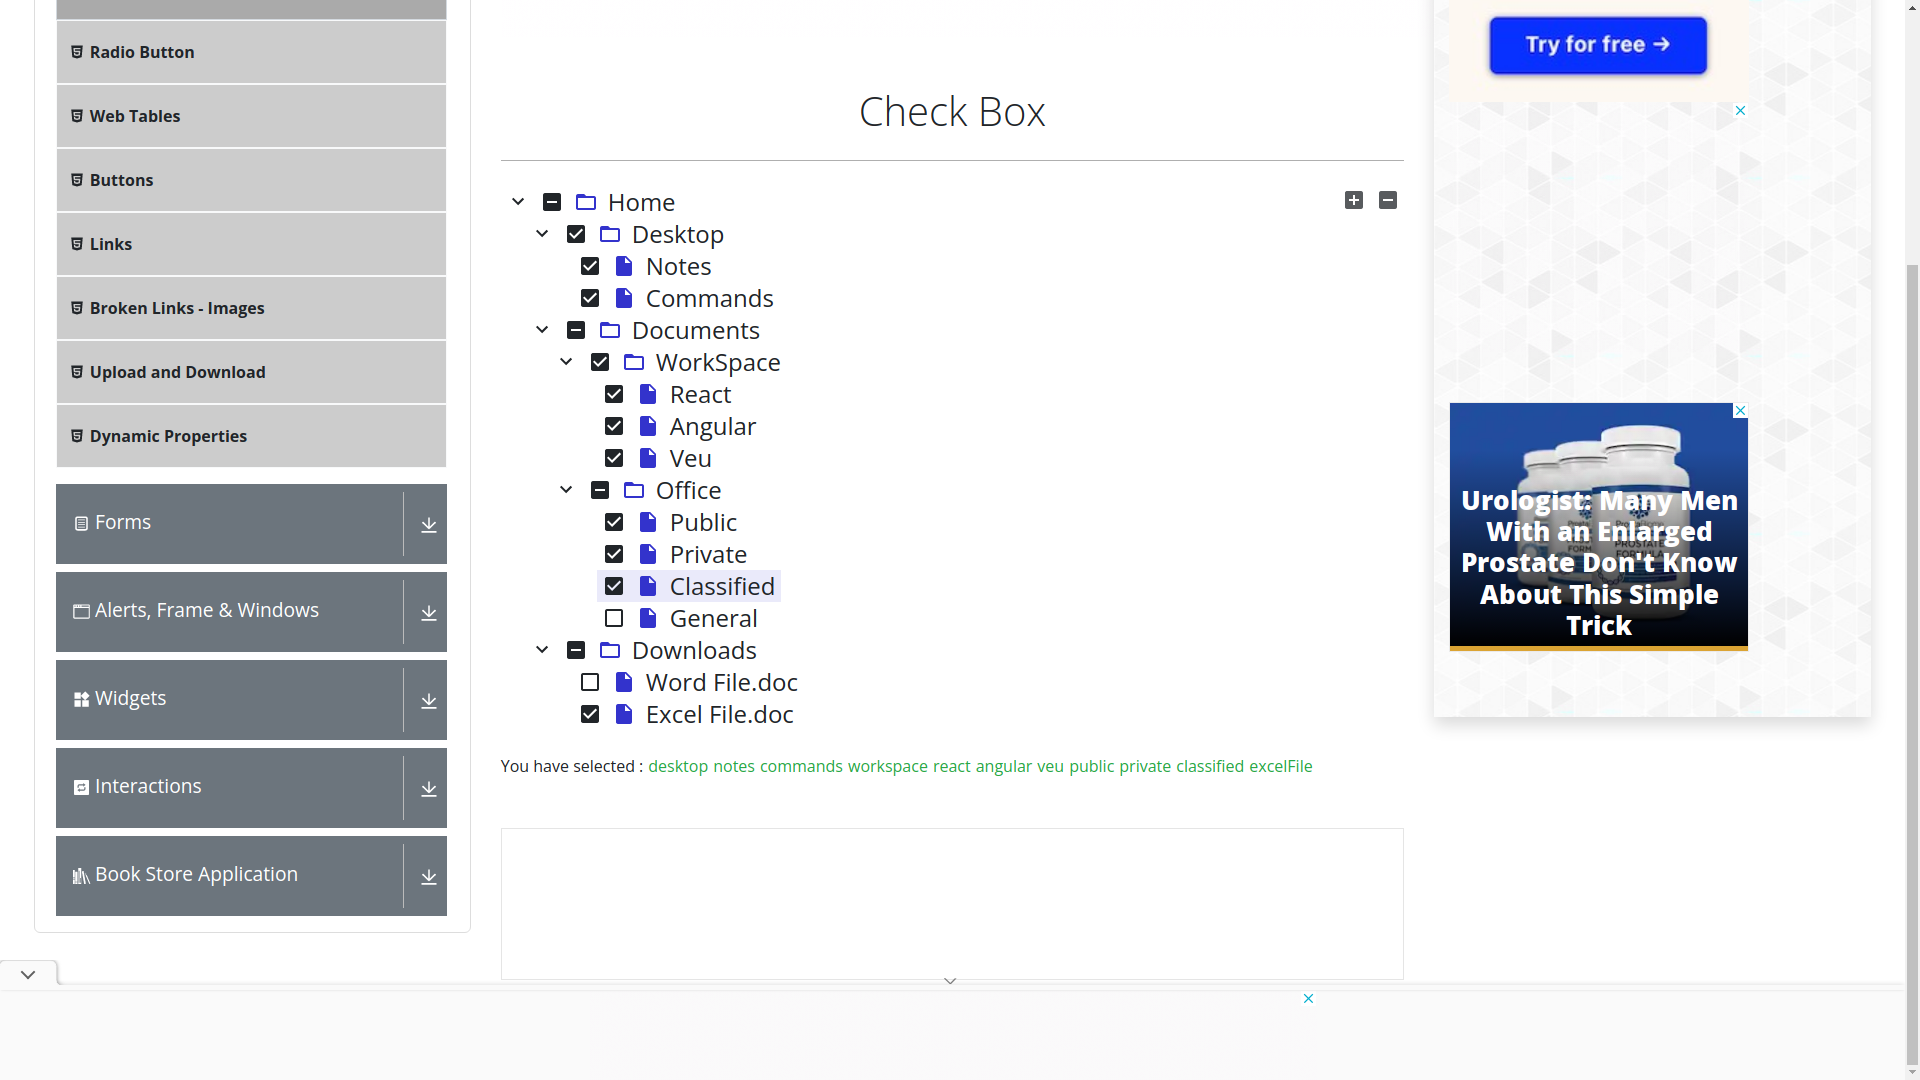 Radio Button
Web Tables
Buttons
Links
Broken Links - Images
Upload and Download
Dynamic Properties
Forms
Alerts, Frame & Windows
Widgets
Interactions
Book Store Application
Check Box
Home
Desktop
Notes
Commands
Documents
WorkSpace
React
Angular
Veu
Office
Public
Private
Classified
General
Downloads
Word File.doc
Excel File.doc
You have selected : desktop notes commands workspace react angular veu public private classified excelFile
Try for free →
Urologist: Many Men
With an Enlarged
Prostate Don't Know
About This Simple
Trick